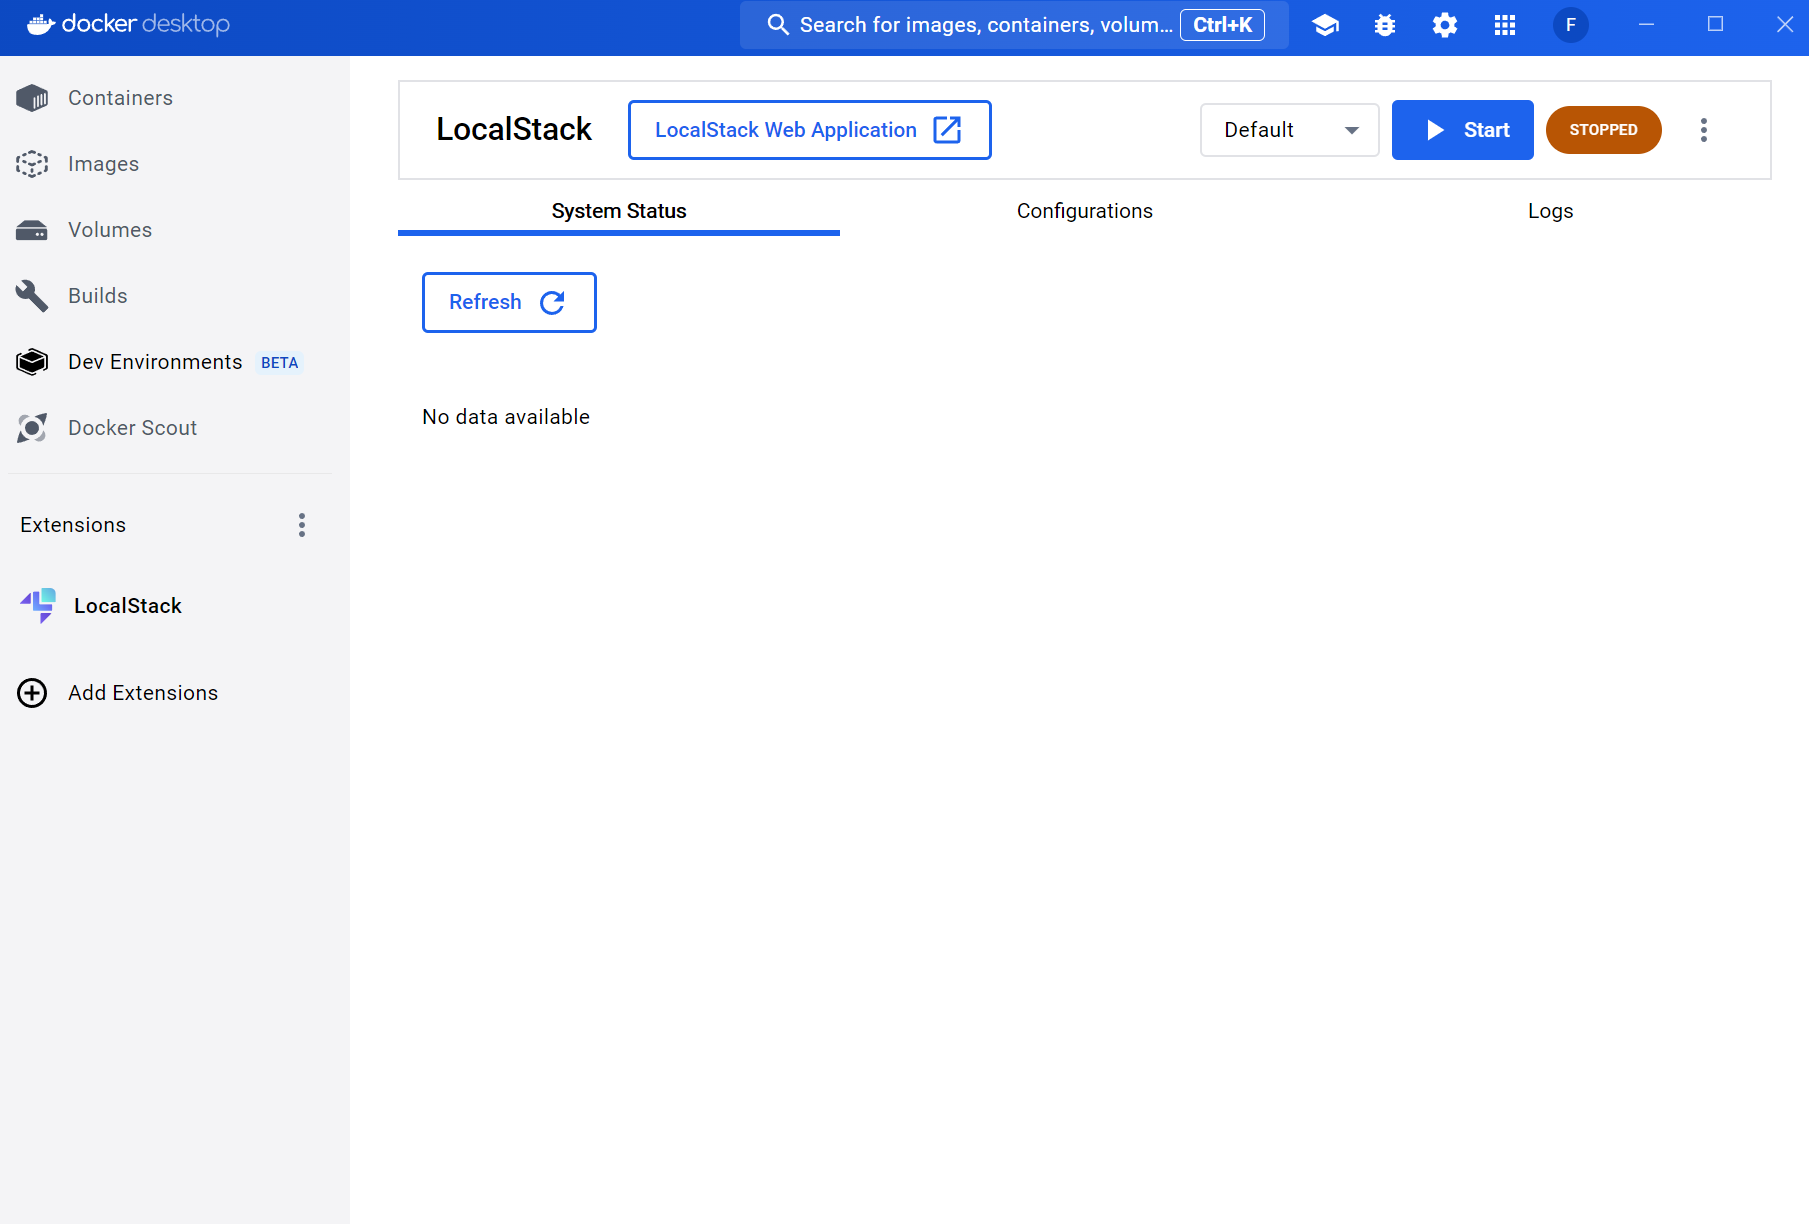 docker desktop
Search for images, containers, volum...
Ctrl+K
F
Containers
Images
Volumes
Builds
Dev Environments BETA
Docker Scout
Extensions
LocalStack
Add Extensions
LocalStack
LocalStack Web Application
Default
Start
STOPPED
System Status
Configurations
Logs
Refresh
No data available